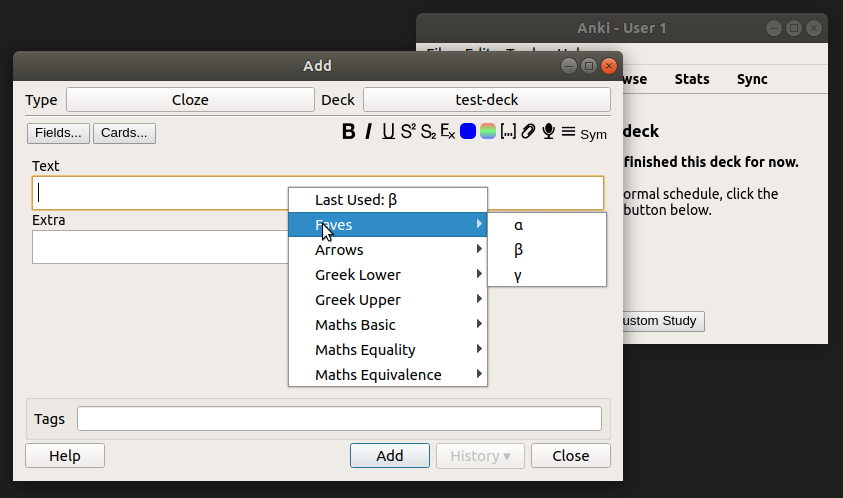 Anki - User 1
Stats Sync
deck
finished this deck for now.
ormal schedule, click the
button below.
ustom Study
Add
Type Cloze Deck test-deck
Fields... Cards... B I U S² S₂ Eₓ [...] Sym
Text
Extra
Last Used: β
Faves
Arrows
Greek Lower
Greek Upper
Maths Basic
Maths Equality
Maths Equivalence
α
β
γ
Tags
Help Add History ▾ Close